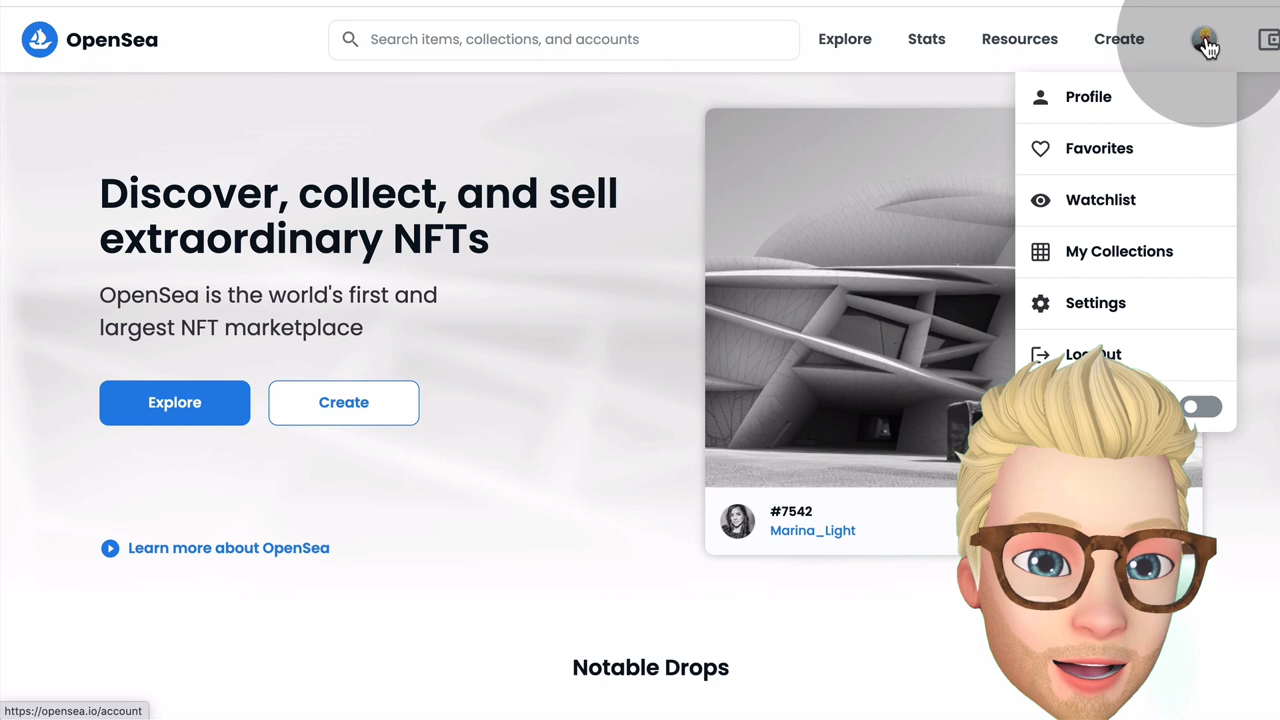 OpenSea
Search items, collections, and accounts
Explore
Stats
Resources
Create
Profile
Favorites
Watchlist
My Collections
Settings
Log Out
Discover, collect, and sell
extraordinary NFTs
OpenSea is the world's first and
largest NFT marketplace
Explore
Create
#7542
Marina_Light
Learn more about OpenSea
Notable Drops
https://opensea.io/account